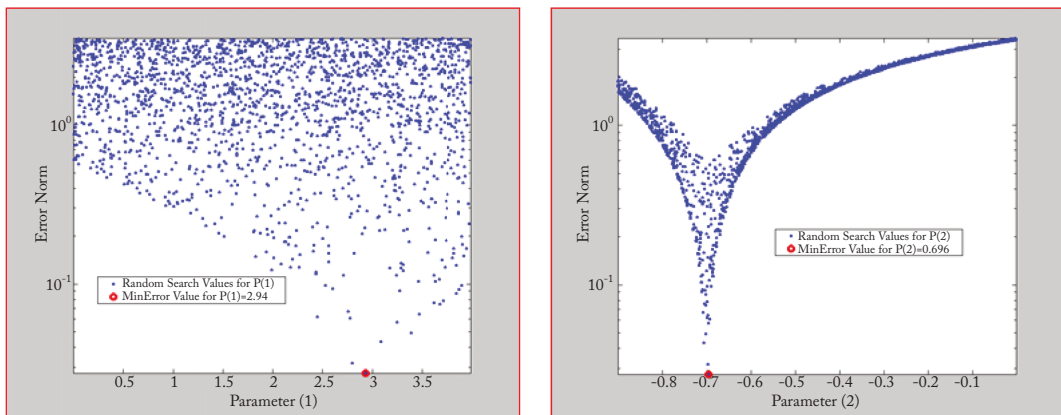 Error Norm
10^0
10^-1
Random Search Values for P(1)
MinError Value for P(1)=2.94
0.5 1 1.5 2 2.5 3 3.5
Parameter (1)
Error Norm
10^0
10^-1
Random Search Values for P(2)
MinError Value for P(2)=0.696
-0.8 -0.7 -0.6 -0.5 -0.4 -0.3 -0.2 -0.1
Parameter (2)